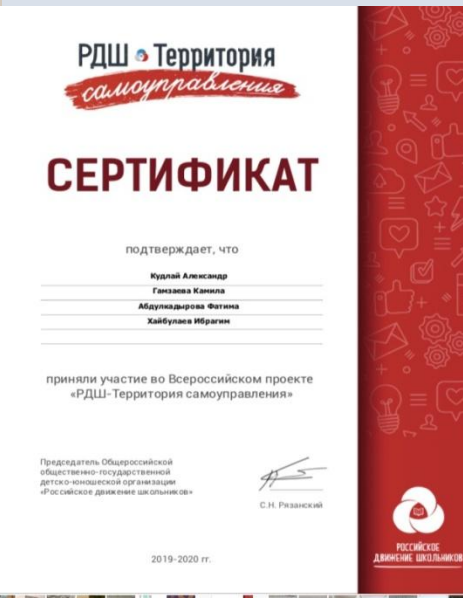 РДШ Территория
самоуправления
СЕРТИФИКАТ
подтверждает, что
Кудлай Александр
Гамзаева Камила
Абдулкадырова Фатима
Хайбулаев Ибрагим
приняли участие во Всероссийском проекте
«РДШ-Территория самоуправления»
Председатель Общероссийской
общественно-государственной
детско-юношеской организации
«Российское движение школьников»
С.Н. Рязанский
2019-2020 гг.
РОССИЙСКОЕ
ДВИЖЕНИЕ ШКОЛЬНИКОВ